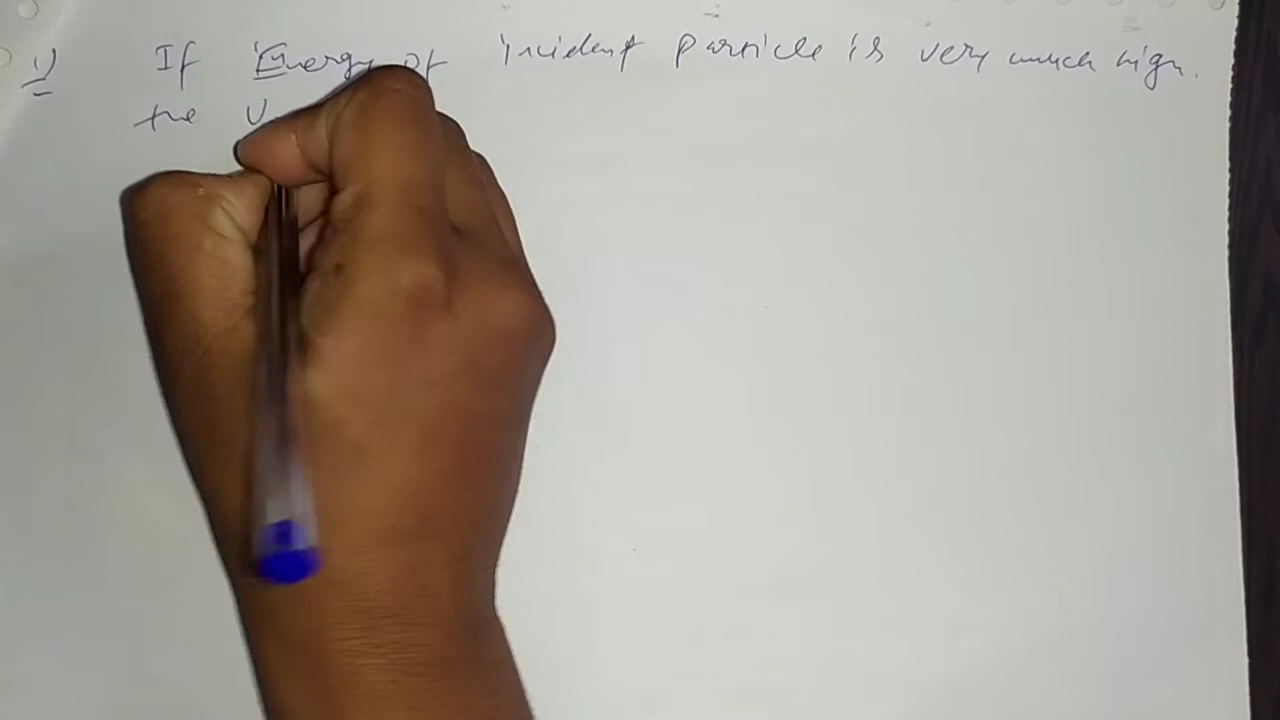 1) If Energy of incident particle is very much high.
the